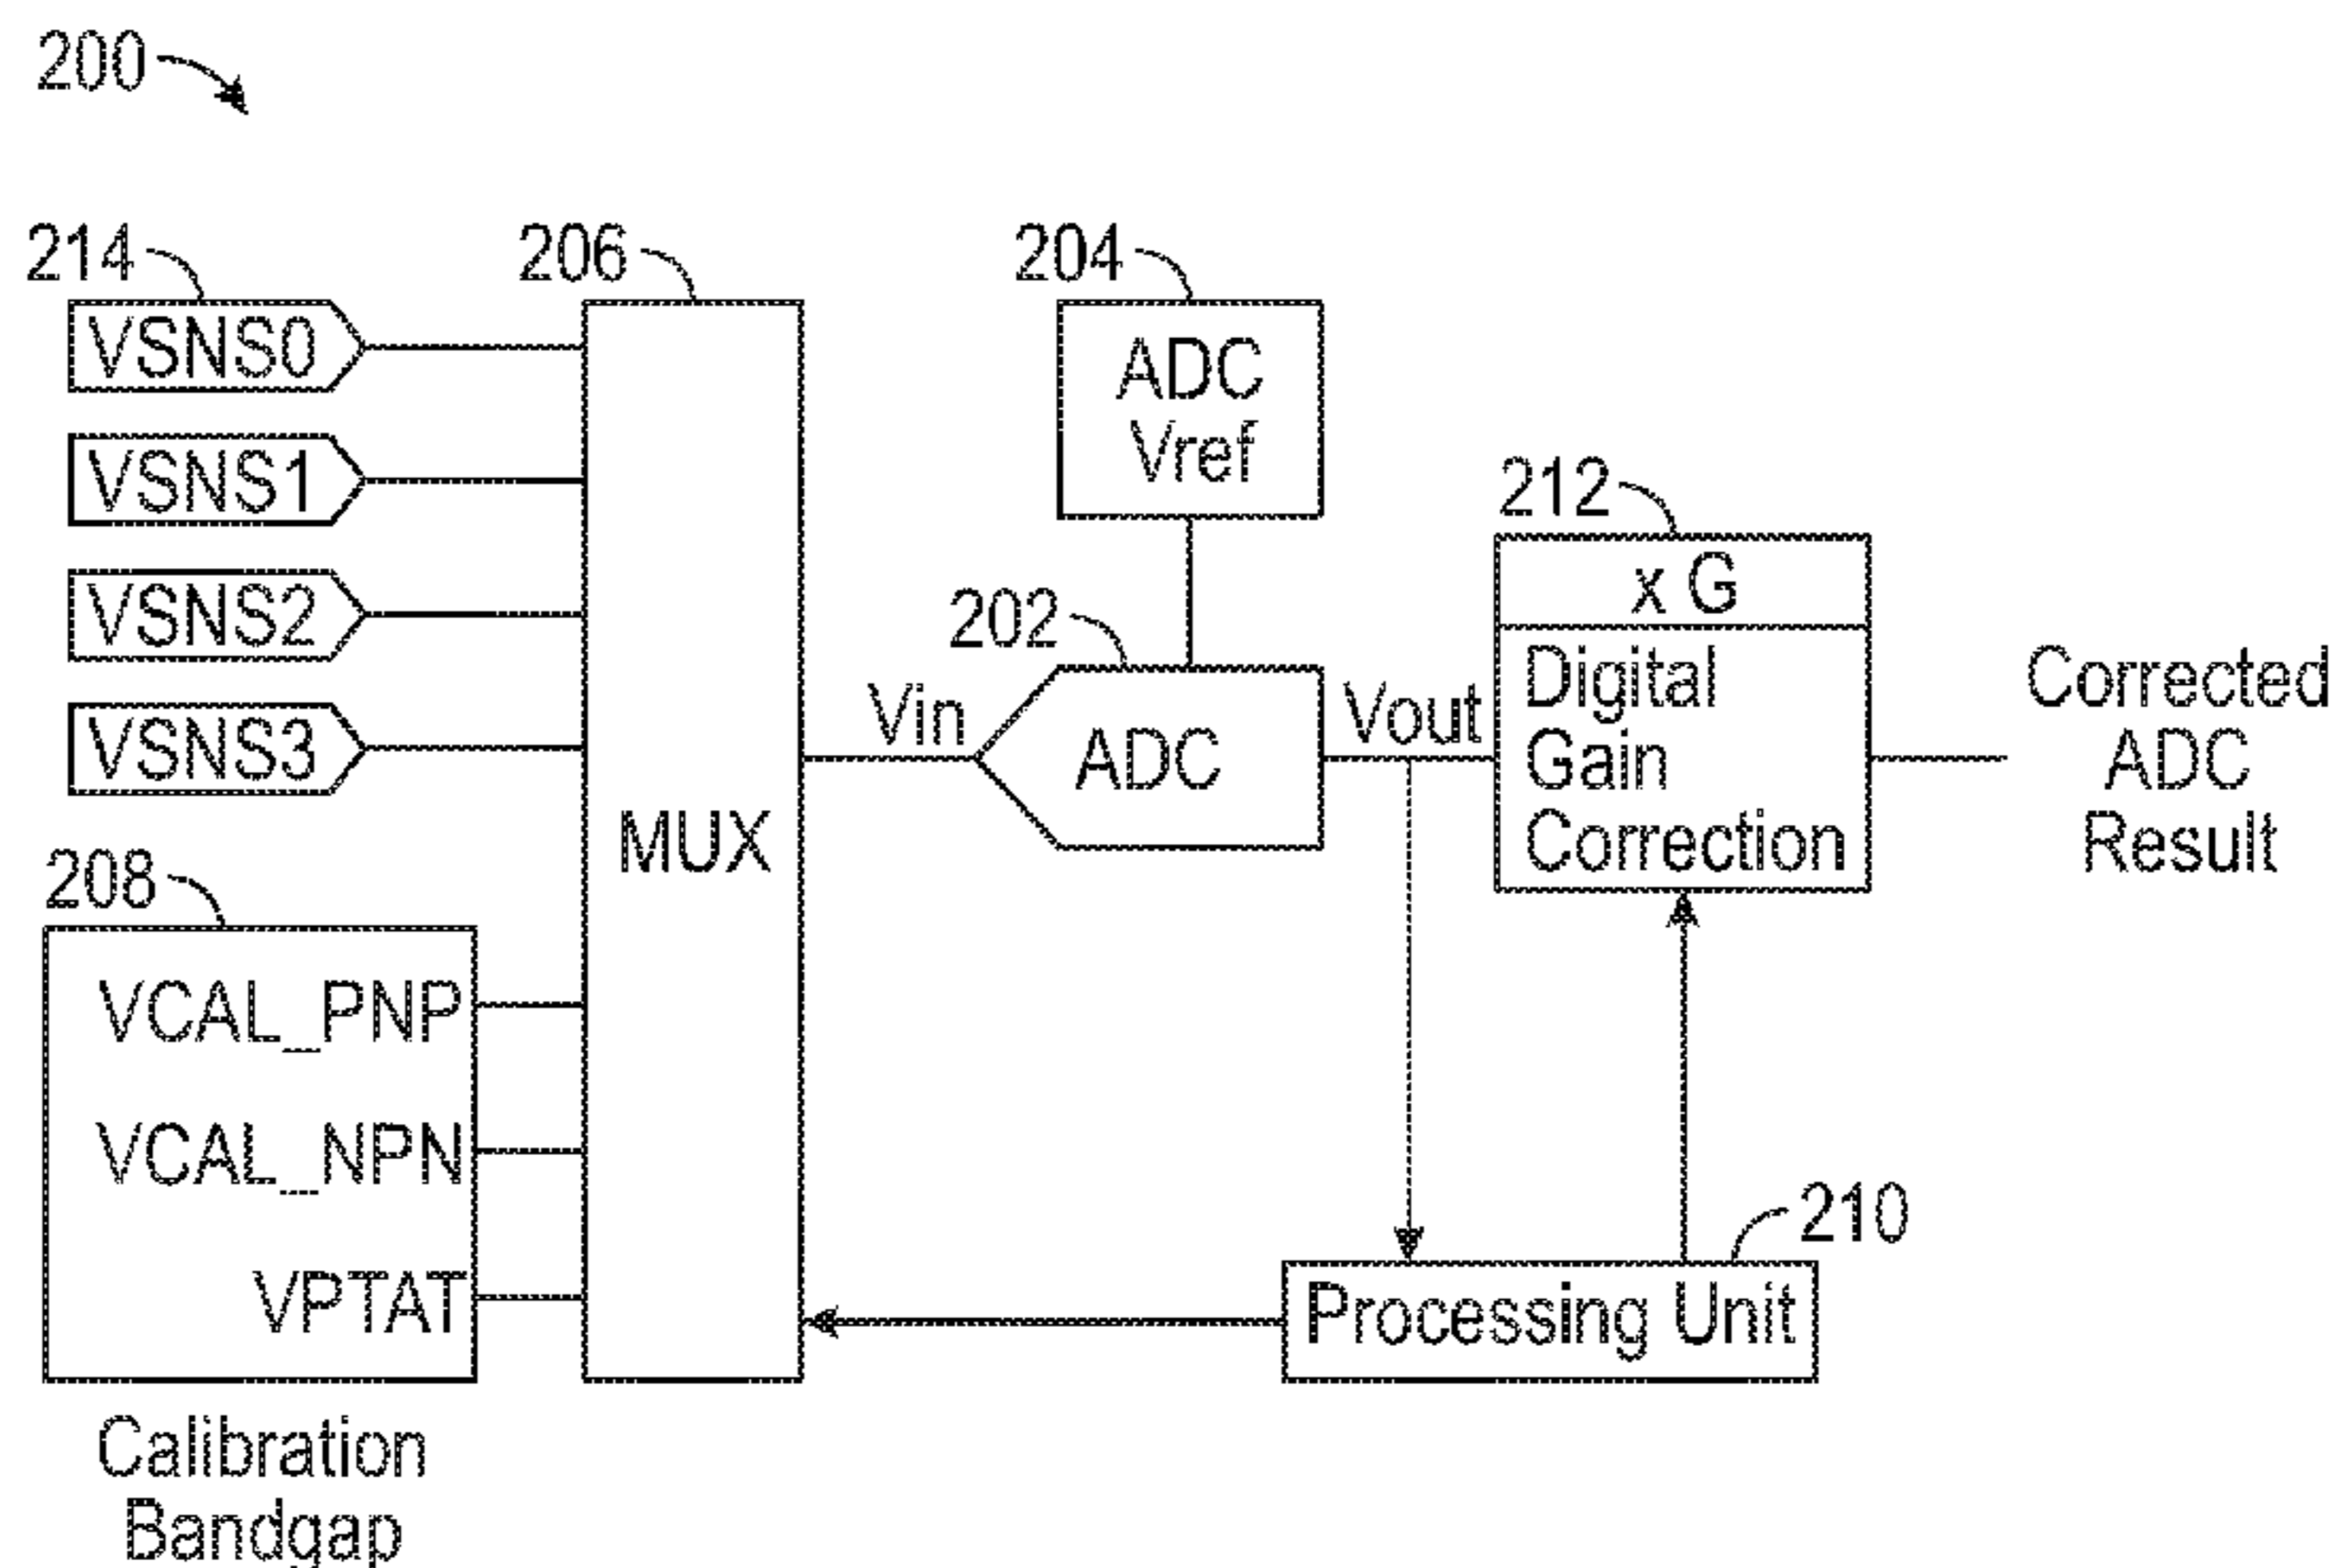 200
214
206
204
VSNS0
ADC
Vref
VSNS1
212
x G
VSNS2
202
Digital
Gain
Correction
Corrected
ADC
Result
VSNS3
Vin
ADC
Vout
MUX
208
VCAL_PNP
VCAL_NPN
VPTAT
210
Processing Unit
Calibration
Bandgap